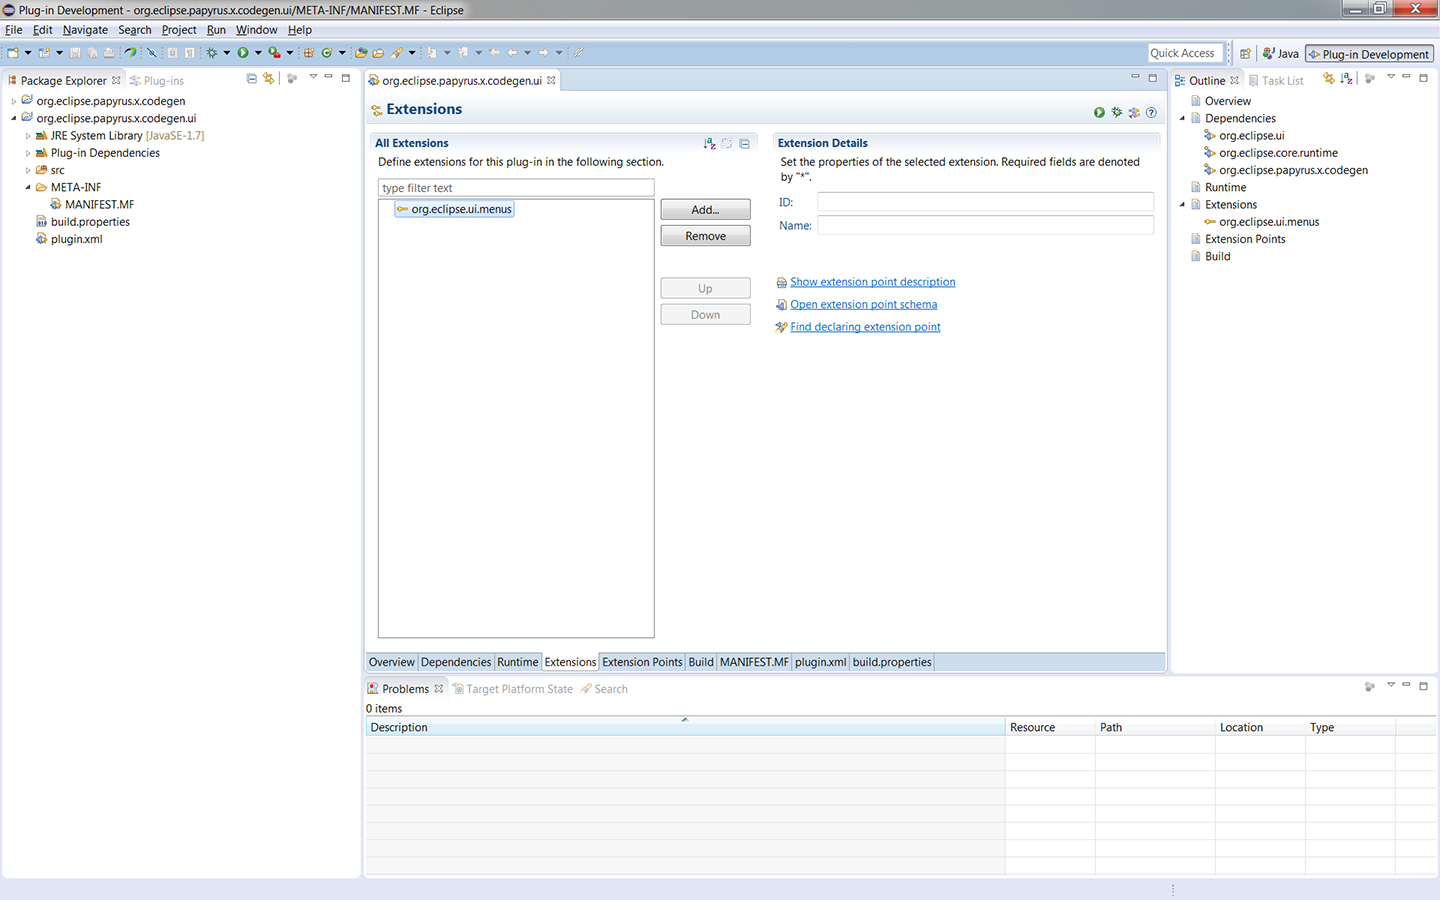 Plug-in Development - org.eclipse.papyrus.x.codegen.ui/META-INF/MANIFEST.MF - Eclipse
File Edit Navigate Search Project Run Window Help
Quick Access
Java
Plug-in Development
Package Explorer
Plug-ins
org.eclipse.papyrus.x.codegen
org.eclipse.papyrus.x.codegen.ui
JRE System Library [JavaSE-1.7]
Plug-in Dependencies
src
META-INF
MANIFEST.MF
build.properties
plugin.xml
org.eclipse.papyrus.x.codegen.ui
Extensions
All Extensions
Define extensions for this plug-in in the following section.
type filter text
org.eclipse.ui.menus
Add...
Remove
Up
Down
Extension Details
Set the properties of the selected extension. Required fields are denoted
by "*".
ID:
Name:
Show extension point description
Open extension point schema
Find declaring extension point
Overview Dependencies Runtime Extensions Extension Points Build MANIFEST.MF plugin.xml build.properties
Outline
Task List
Overview
Dependencies
org.eclipse.ui
org.eclipse.core.runtime
org.eclipse.papyrus.x.codegen
Runtime
Extensions
org.eclipse.ui.menus
Extension Points
Build
Problems
Target Platform State
Search
0 items
Description Resource Path Location Type